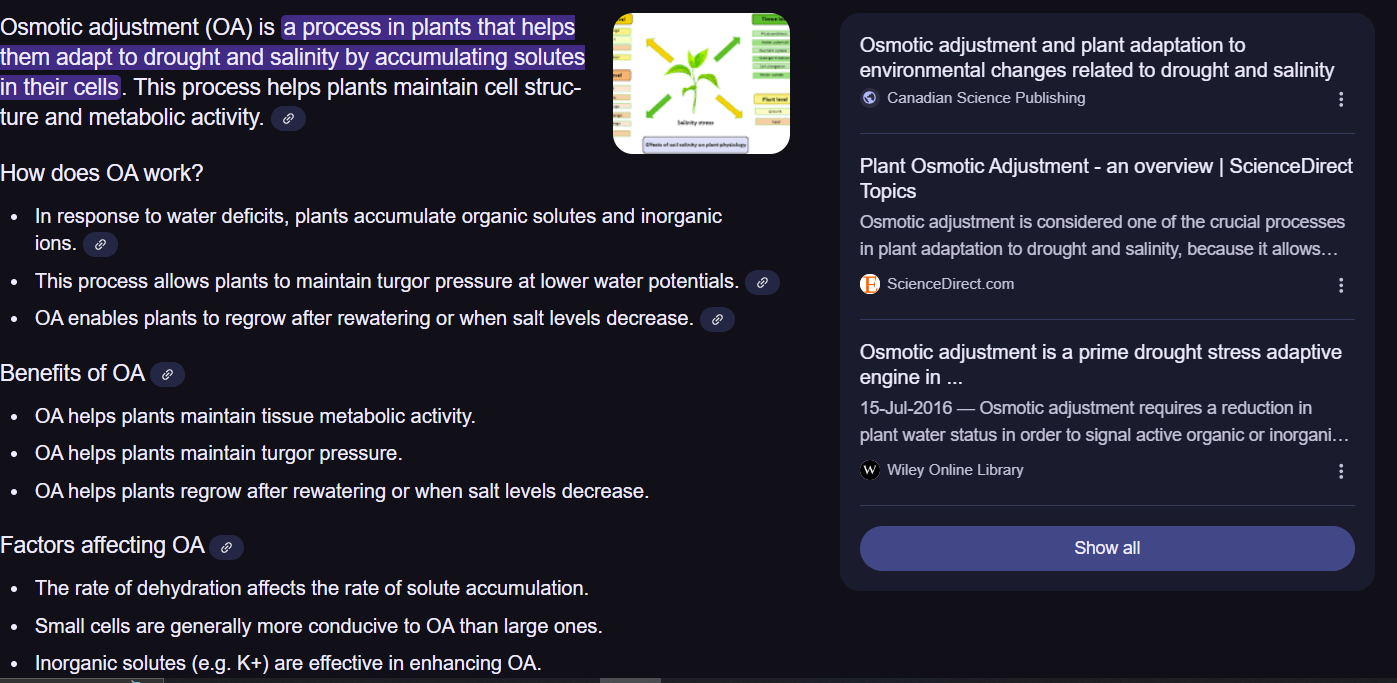 Osmotic adjustment (OA) is a process in plants that helps
them adapt to drought and salinity by accumulating solutes
in their cells. This process helps plants maintain cell struc-
ture and metabolic activity.
Tissue level
Plant level
Salinity stress
Effects of soil salinity on plant physiology
How does OA work?
• In response to water deficits, plants accumulate organic solutes and inorganic
ions.
• This process allows plants to maintain turgor pressure at lower water potentials.
• OA enables plants to regrow after rewatering or when salt levels decrease.
Benefits of OA
• OA helps plants maintain tissue metabolic activity.
• OA helps plants maintain turgor pressure.
• OA helps plants regrow after rewatering or when salt levels decrease.
Factors affecting OA
• The rate of dehydration affects the rate of solute accumulation.
• Small cells are generally more conducive to OA than large ones.
• Inorganic solutes (e.g. K+) are effective in enhancing OA.
Osmotic adjustment and plant adaptation to
environmental changes related to drought and salinity
Canadian Science Publishing
Plant Osmotic Adjustment - an overview | ScienceDirect
Topics
Osmotic adjustment is considered one of the crucial processes
in plant adaptation to drought and salinity, because it allows…
ScienceDirect.com
Osmotic adjustment is a prime drought stress adaptive
engine in ...
15-Jul-2016 — Osmotic adjustment requires a reduction in
plant water status in order to signal active organic or inorgani…
W Wiley Online Library
Show all